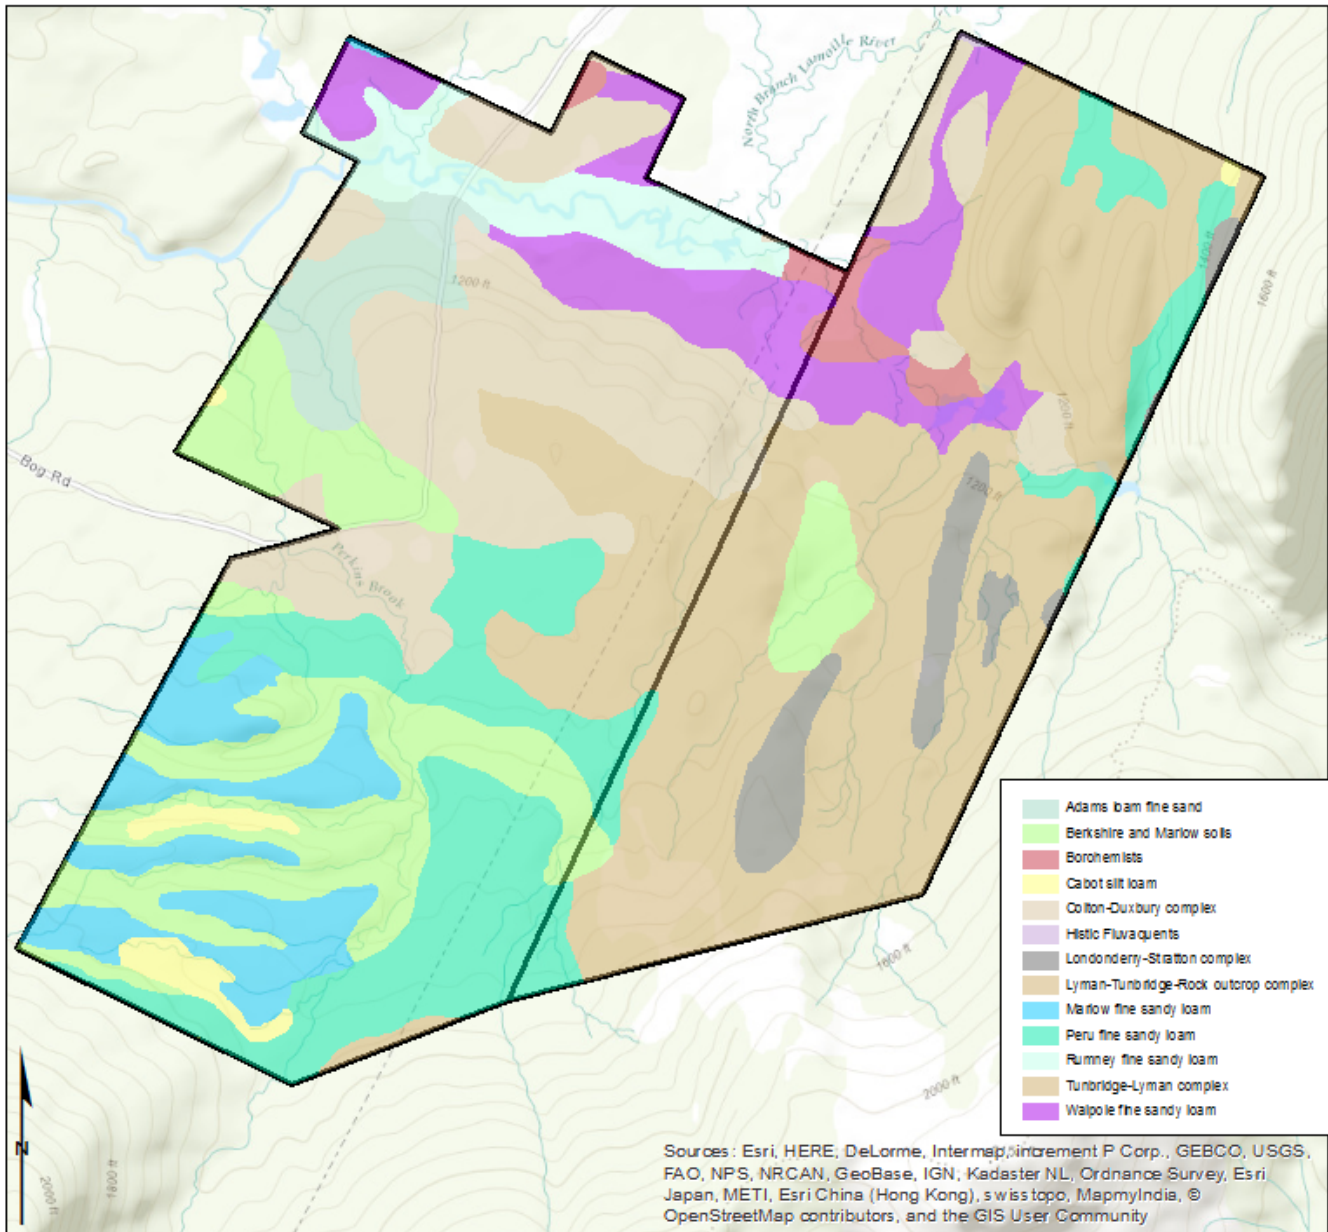 North Branch Lamoille River
1400 ft
1600 ft
1200 ft
1200 ft
1200 ft
Bog Rd
Perkins Brook
Adams loam fine sand
Berkshire and Marlow soils
Borohemists
Cabot silt loam
Colton-Duxbury complex
Histic Fluvaquents
Londonderry-Stratton complex
Lyman-Tunbridge-Rock outcrop complex
Marlow fine sandy loam
Peru fine sandy loam
Rumney fine sandy loam
Tunbridge-Lyman complex
Walpole fine sandy loam
1600 ft
2000 ft
N
2000 ft
1800 ft
Sources: Esri, HERE, DeLorme, Intermap, increment P Corp., GEBCO, USGS,
FAO, NPS, NRCAN, GeoBase, IGN, Kadaster NL, Ordnance Survey, Esri
Japan, METI, Esri China (Hong Kong), swisstopo, MapmyIndia, ©
OpenStreetMap contributors, and the GIS User Community